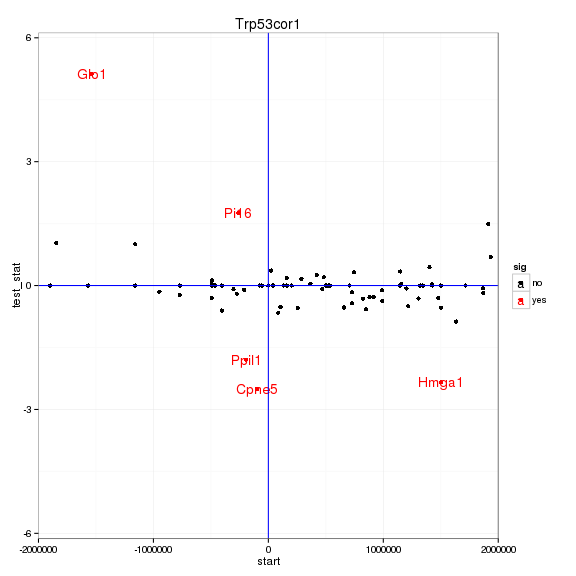 Trp53cor1
6
Glo1
3
Pi16
test_stat
0
sig
a no
a yes
Ppil1
Hmga1
Cpne5
-3
-6
-2000000 -1000000 0 1000000 2000000
start